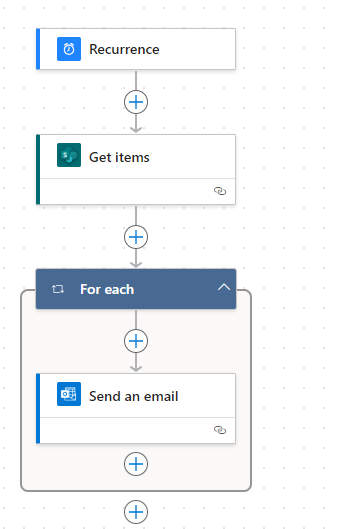 Recurrence
Get items
For each
Send an email